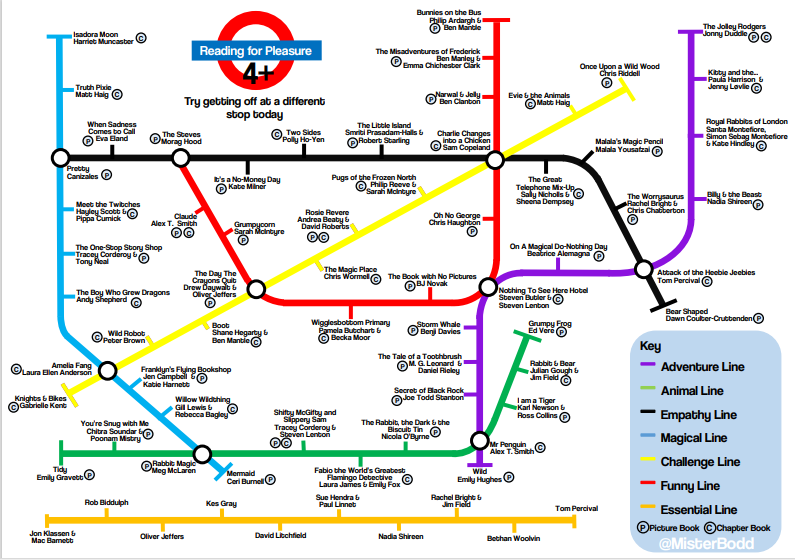 Reading for Pleasure
4+
Try getting off at a different
stop today
Isadora Moon
Harriet Muncaster C
Truth Pixie
Matt Haig C
When Sadness
Comes to Call
P Eva Eland
P The Steves
Morag Hood
Pretty
Canizales P
It's a No-Money Day
P Kate Milner
C Two Sides
Polly Ho-Yen
The Little Island
Smriti Prasadam-Halls &
P Robert Starling
Bunnies on the Bus
Philip Ardargh &
P Ben Mantle
The Misadventures of Frederick
Ben Manley &
P Emma Chichester Clark
P Narwal & Jelly
Ben Clanton
Charlie Changes
into a Chicken
C Sam Copeland
Evie & the Animals
C Matt Haig
Once Upon a Wild Wood
Chris Riddell
P
The Jolley Rodgers
Jonny Duddle P C
Kitty and the...
Paula Harrison &
Jenny Løvlie C
Royal Rabbits of London
Santa Montefiore,
Simon Sebag Montefiore
& Kate Hindley C
Billy & the Beast
Nadia Shireen P
Malala's Magic Pencil
Malala Yousafzai P
The Great
Telephone Mix-Up
Sally Nicholls & C
Sheena Dempsey
The Worrysaurus
Rachel Bright &
Chris Chatterton
P
Meet the Twitches
Hayley Scott & C
Pippa Curnick
The One-Stop Story Shop
Tracey Corderoy & P
Tony Neal
The Boy Who Grew Dragons
Andy Shepherd C
Claude
Alex T. Smith
P C
Grumpycorn
Sarah McIntyre
P
Pugs of the Frozen North
C Philip Reeve &
Sarah McIntyre
Rosie Revere
Andrea Beaty &
David Roberts
P C
The Magic Place
Chris Wormell C
The Day The
Crayons Quit
Drew Daywalt &
Oliver Jeffers
P
Oh No George
Chris Haughton
P
The Book with No Pictures
P BJ Novak
On A Magical Do-Nothing Day
Beatrice Alemagna P
Nothing To See Here Hotel
Steven Butler & C
Steven Lenton
Attack of the Heebie Jeebies
Tom Percival C
Bear Shaped
Dawn Coulter-Cruttenden P
C Wild Robot
Peter Brown
Boot
Shane Hegarty &
Ben Mantle C
Wigglesbottom Primary
Pamela Butchart &
C Becka Moor
P Storm Whale
Benji Davies
The Tale of a Toothbrush
P M. G. Leonard &
Daniel Rieley
Secret of Black Rock
P Joe Todd Stanton
Grumpy Frog
Ed Vere P
Rabbit & Bear
Julian Gough &
Jim Field C
I am a Tiger
Karl Newson &
Ross Collins P
Amelia Fang
C Laura Ellen Anderson
Knights & Bikes
C Gabrielle Kent
Franklyn's Flying Bookshop
Jen Campbell & P
Katie Harnett
Willow Wildthing
Gill Lewis & C
Rebecca Bagley
You're Snug with Me
Chitra Soundar & P
Poonam Mistry
Shifty McGifty and
Slippery Sam
Tracey Corderoy &
Steven Lenton
P C
The Rabbit, the Dark & the
Biscuit Tin
Nicola O'Byrne P
Mr Penguin
Alex T. Smith C
Tidy
Emily Gravett P
P Rabbit Magic
Meg McLaren
Mermaid
Ceri Burnell P
Fabio the World's Greatest
Flamingo Detective
Laura James & Emily Fox C
Wild
Emily Hughes P
Rob Biddulph
Kes Gray
Sue Hendra &
Paul Linnet
Rachel Bright &
Jim Field
Tom Percival
Jon Klassen &
Mac Barnett
Oliver Jeffers
David Litchfield
Nadia Shireen
Bethan Woolvin
Key
Adventure Line
Animal Line
Empathy Line
Magical Line
Challenge Line
Funny Line
Essential Line
P Picture Book C Chapter Book
@MisterBodd